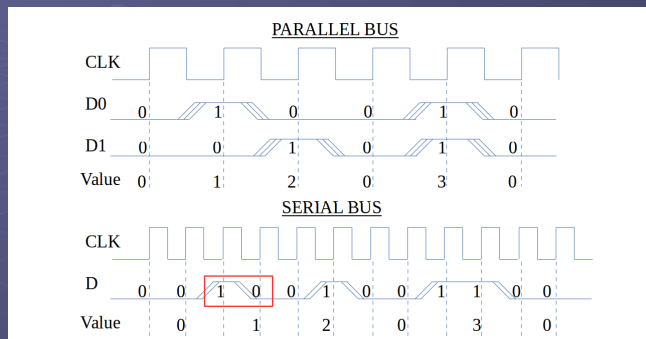 PARALLEL BUS
CLK
D0 0 1 0 0 1 0
D1 0 0 1 0 1 0
Value 0 1 2 0 3 0
SERIAL BUS
CLK
D 0 0 1 0 0 1 0 0 1 1 0 0
Value 0 1 2 0 3 0